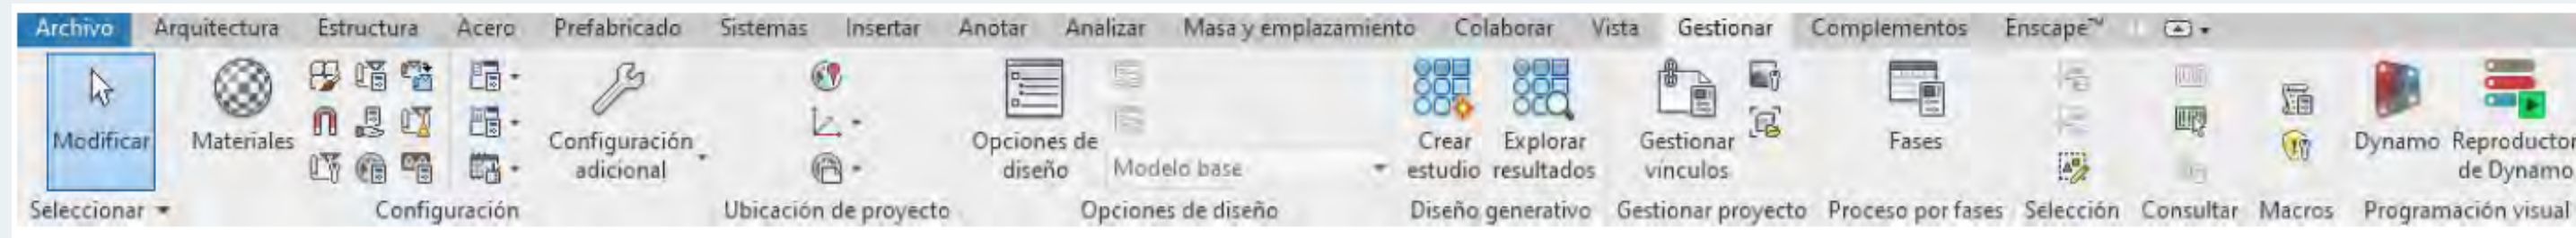 Archivo Arquitectura Estructura Acero Prefabricado Sistemas Insertar Anotar Analizar Masa y emplazamiento Colaborar Vista Gestionar Complementos Enscape™
Modificar
Materiales
Configuración
adicional
Opciones de
diseño
Modelo base
Crear
estudio
Explorar
resultados
Gestionar
vínculos
Fases
Dynamo
Reproductor
de Dynamo
Seleccionar Configuración Ubicación de proyecto Opciones de diseño Diseño generativo Gestionar proyecto Proceso por fases Selección Consultar Macros Programación visual